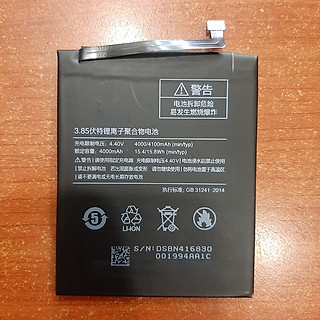 警告
电池拆卸危险
易发生燃烧爆炸
3.85伏特锂离子聚合物电池
充电限制电压: 4.40V 4000/4100mAh(min/typ)
额定容量: 4000mAh 15.4/15.8Wh (min/typ)
执行标准: GB 31241-2014
5
LI-ION
S/N: DSBN416830
001994AA1C